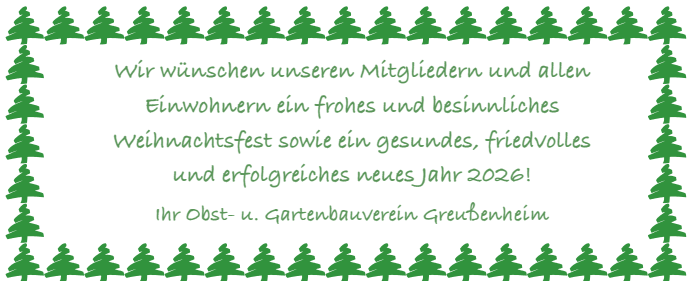 Wir wünschen unseren Mitgliedern und allen
Einwohnern ein frohes und besinnliches
Weihnachtsfest sowie ein gesundes, friedvolles
und erfolgreiches neues Jahr 2026!
Ihr Obst- u. Gartenbauverein Greußenheim